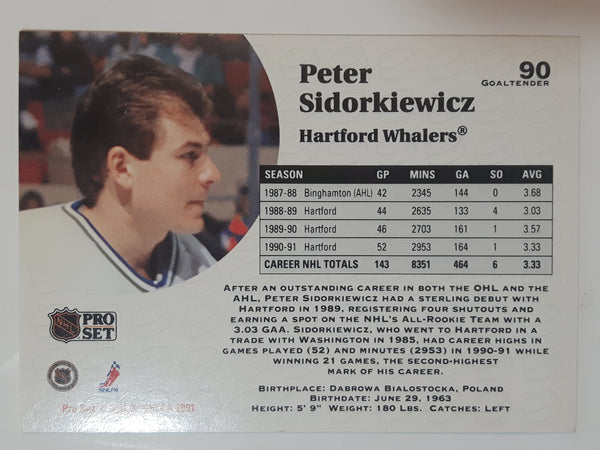 Peter
Sidorkiewicz
90
GOALTENDER
Hartford Whalers®
SEASON GP MINS GA SO AVG
1987-88 Binghamton (AHL) 42 2345 144 0 3.68
1988-89 Hartford 44 2635 133 4 3.03
1989-90 Hartford 46 2703 161 1 3.57
1990-91 Hartford 52 2953 164 1 3.33
CAREER NHL TOTALS 143 8351 464 6 3.33
AFTER AN OUTSTANDING CAREER IN BOTH THE OHL AND THE
AHL, PETER SIDORKIEWICZ HAD A STERLING DEBUT WITH
HARTFORD IN 1989, REGISTERING FOUR SHUTOUTS AND
EARNING A SPOT ON THE NHL'S ALL-ROOKIE TEAM WITH A
3.03 GAA. SIDORKIEWICZ, WHO WENT TO HARTFORD IN A
TRADE WITH WASHINGTON IN 1985, HAD CAREER HIGHS IN
GAMES PLAYED (52) AND MINUTES (2953) IN 1990-91 WHILE
WINNING 21 GAMES, THE SECOND-HIGHEST
MARK OF HIS CAREER.
BIRTHPLACE: DABROWA BIALOSTOCKA, POLAND
BIRTHDATE: JUNE 29, 1963
HEIGHT: 5' 9" WEIGHT: 180 LBS. CATCHES: LEFT
NHL
PRO
SET
NHLPA
Pro Set 1991